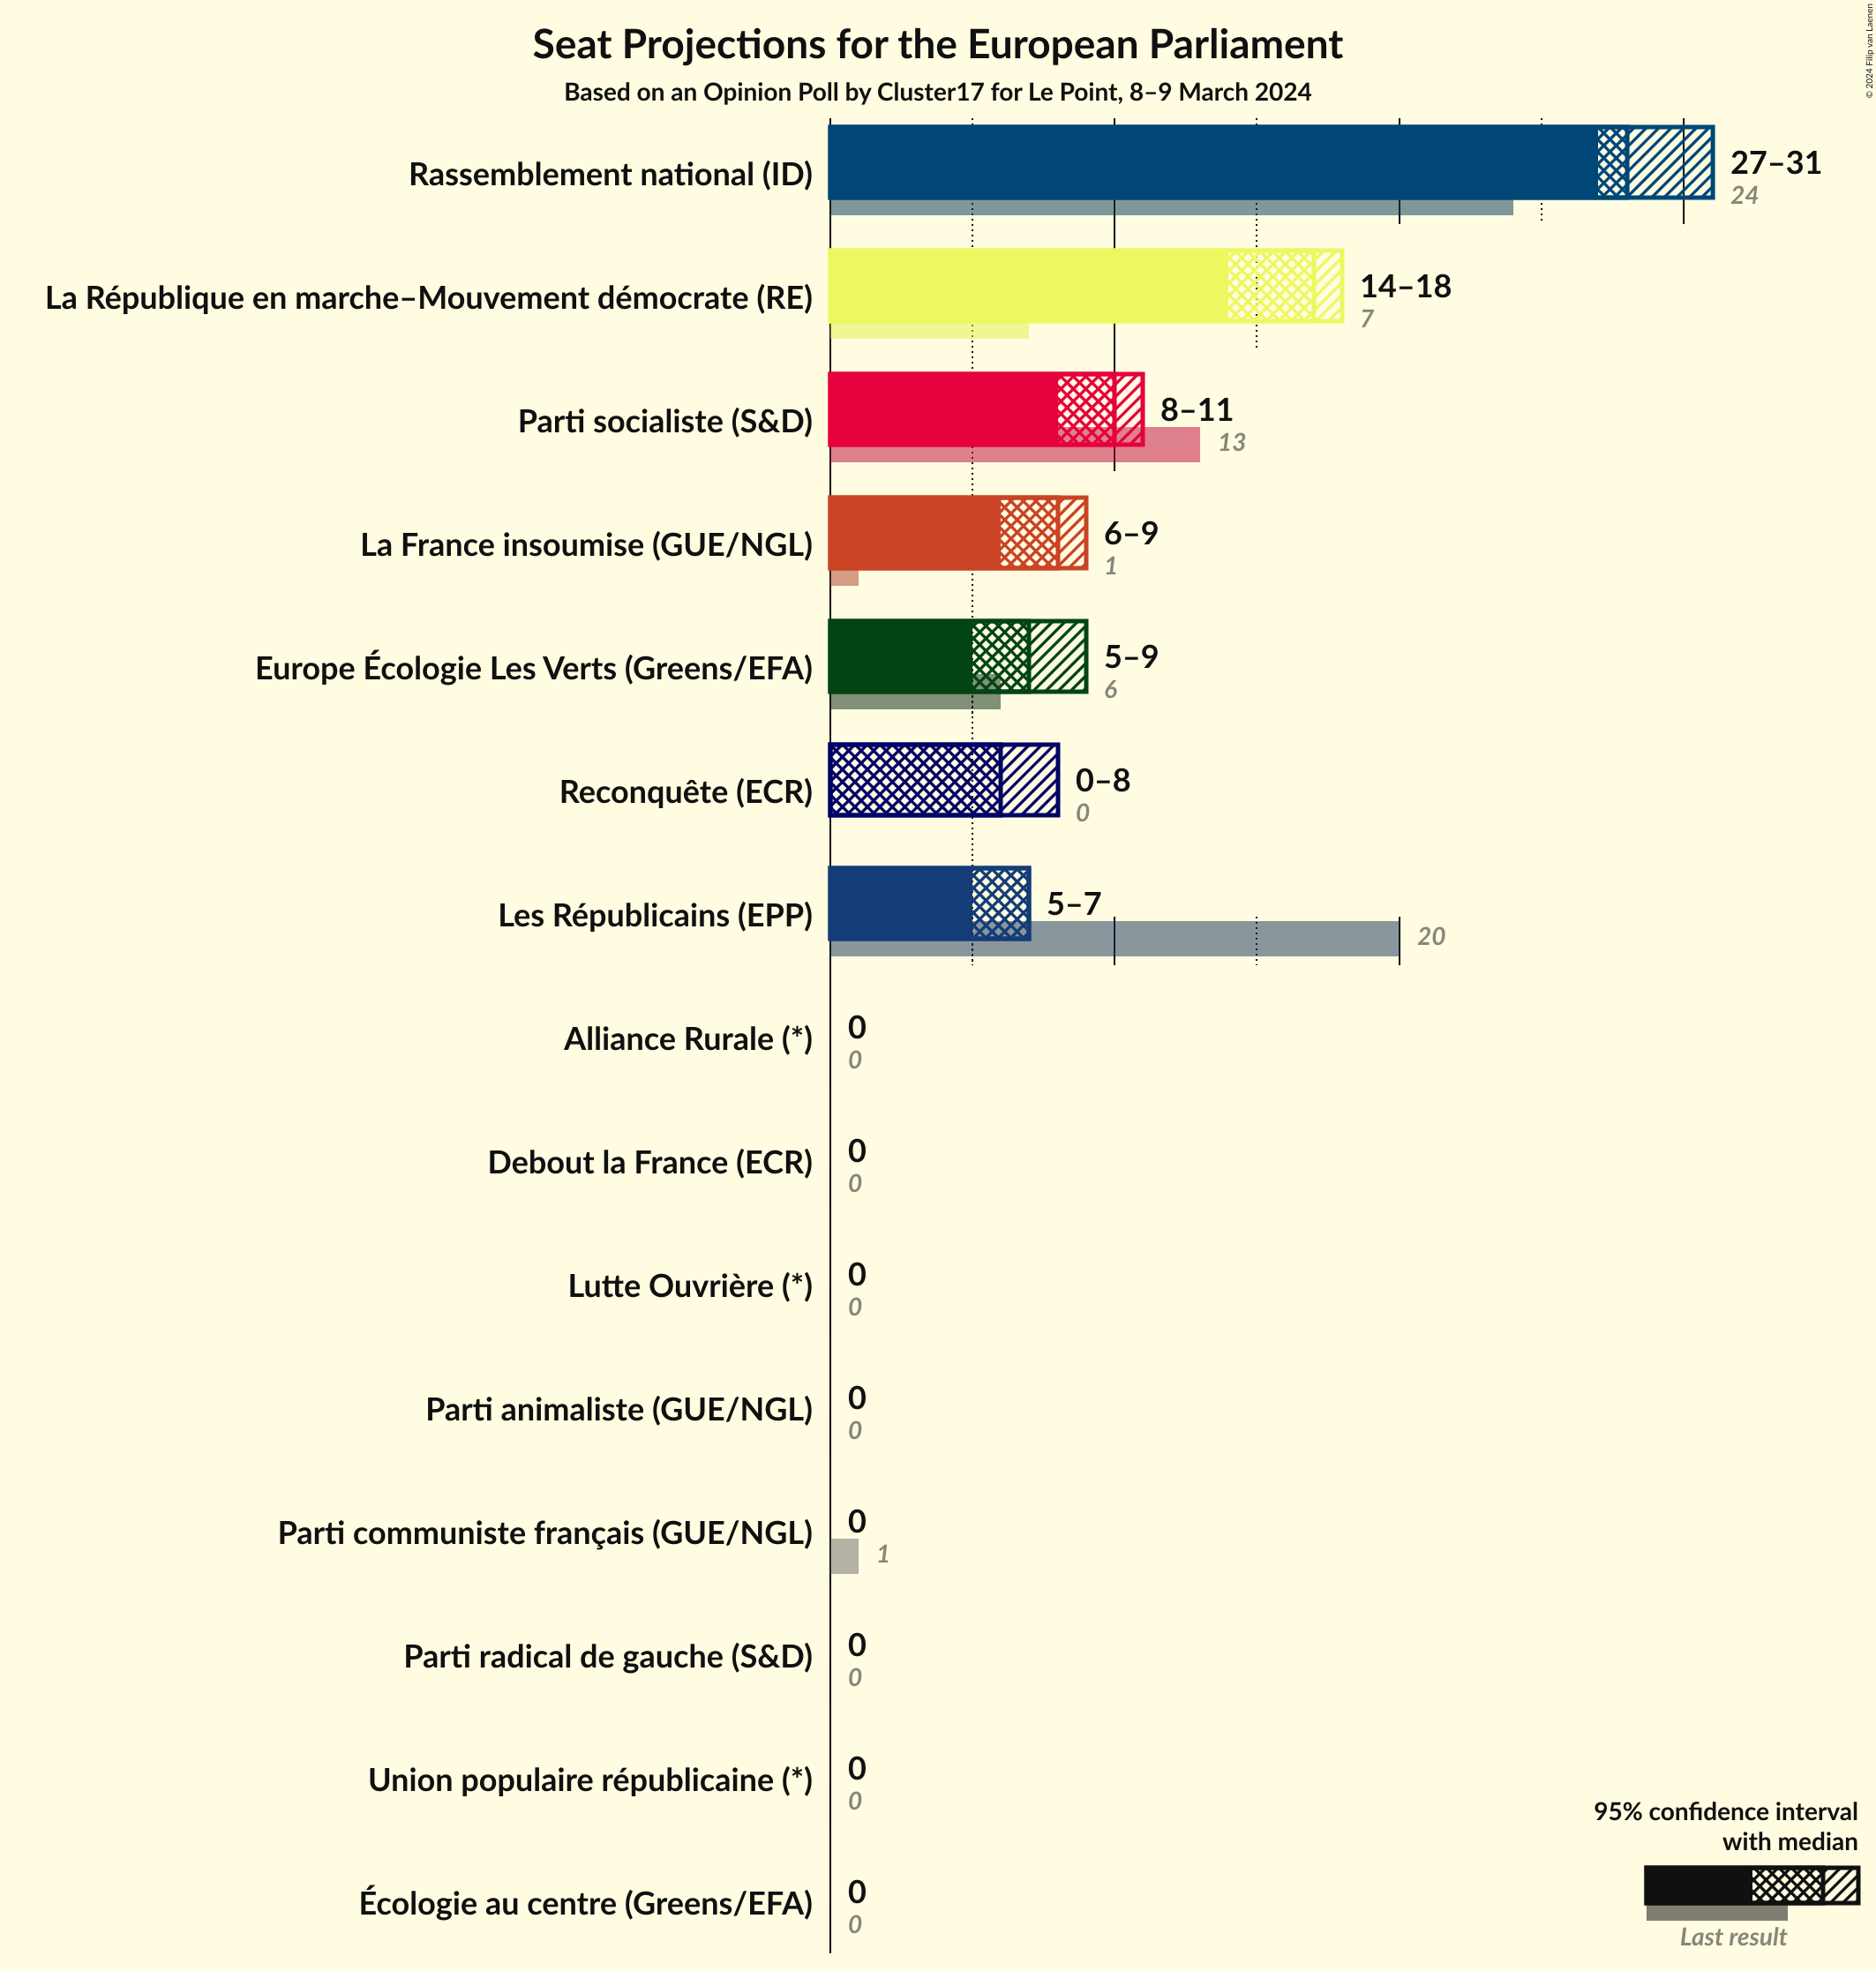 Seat Projections for the European Parliament
Based on an Opinion Poll by Cluster17 for Le Point, 8–9 March 2024
© 2024 Filip van Laenen
Rassemblement national (ID)
27–31
24
La République en marche–Mouvement démocrate (RE)
14–18
7
Parti socialiste (S&D)
8–11
13
La France insoumise (GUE/NGL)
6–9
1
Europe Écologie Les Verts (Greens/EFA)
5–9
6
Reconquête (ECR)
0–8
0
Les Républicains (EPP)
5–7
20
Alliance Rurale (*)
0
0
Debout la France (ECR)
0
0
Lutte Ouvrière (*)
0
0
Parti animaliste (GUE/NGL)
0
0
Parti communiste français (GUE/NGL)
0
1
Parti radical de gauche (S&D)
0
0
Union populaire républicaine (*)
0
0
Écologie au centre (Greens/EFA)
0
0
95% confidence interval
with median
Last result